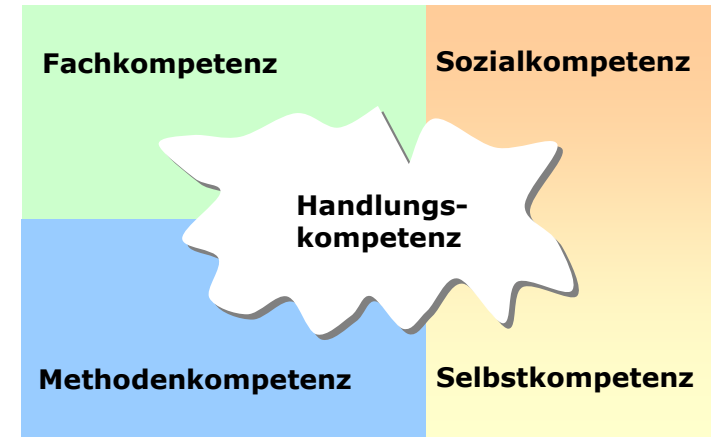 Fachkompetenz
Sozialkompetenz
Handlungs-
kompetenz
Methodenkompetenz
Selbstkompetenz